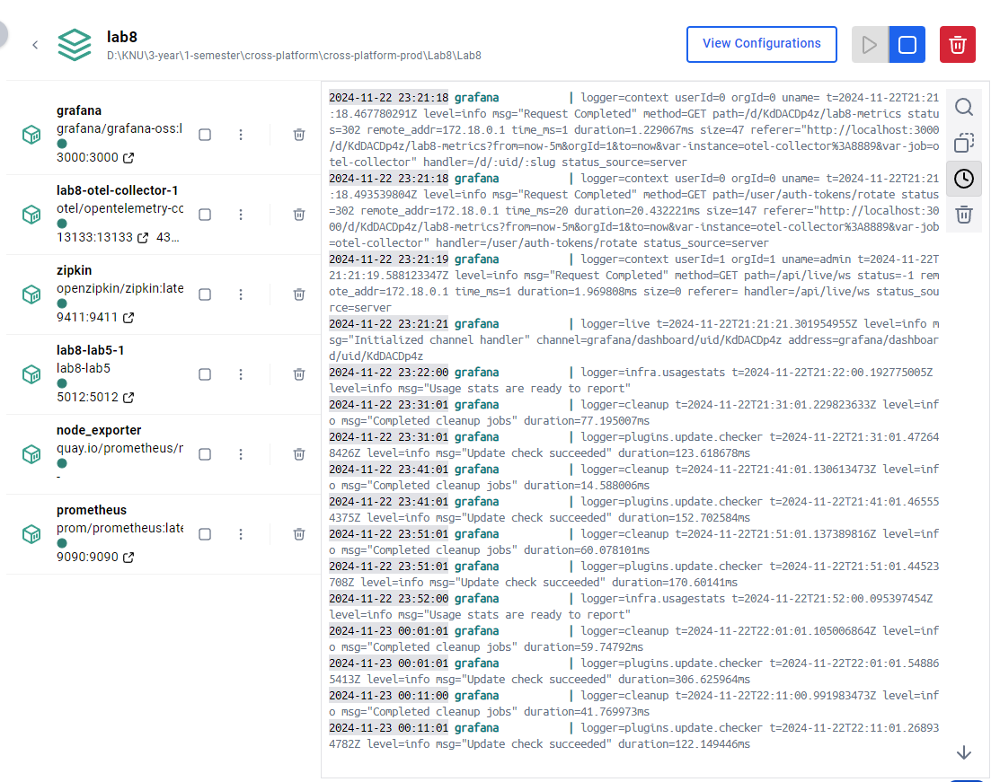 lab8
D:\KNU\3-year\1-semester\cross-platform\cross-platform-prod\Lab8\Lab8
View Configurations
grafana
grafana/grafana-oss:l
3000:3000
lab8-otel-collector-1
otel/opentelemetry-cc
13133:13133 43...
zipkin
openzipkin/zipkin:late
9411:9411
lab8-lab5-1
lab8-lab5
5012:5012
node_exporter
quay.io/prometheus/r
-
prometheus
prom/prometheus:late
9090:9090
2024-11-22 23:21:18 grafana | logger=context userId=0 orgId=0 uname= t=2024-11-22T21:21
:18.467780291Z level=info msg="Request Completed" method=GET path=/d/KdDACDp4z/lab8-metrics statu
s=302 remote_addr=172.18.0.1 time_ms=1 duration=1.229067ms size=47 referer="http://localhost:3000
/d/KdDACDp4z/lab8-metrics?from=now-5m&orgId=1&to=now&var-instance=otel-collector%3A8889&var-job=o
tel-collector" handler=/d/:uid/:slug status_source=server
2024-11-22 23:21:18 grafana | logger=context userId=0 orgId=0 uname= t=2024-11-22T21:21
:18.493539804Z level=info msg="Request Completed" method=GET path=/user/auth-tokens/rotate status
=302 remote_addr=172.18.0.1 time_ms=20 duration=20.432221ms size=147 referer="http://localhost:30
00/d/KdDACDp4z/lab8-metrics?from=now-5m&orgId=1&to=now&var-instance=otel-collector%3A8889&var-job
=otel-collector" handler=/user/auth-tokens/rotate status_source=server
2024-11-22 23:21:19 grafana | logger=context userId=1 orgId=1 uname=admin t=2024-11-22T
21:21:19.588123347Z level=info msg="Request Completed" method=GET path=/api/live/ws status=-1 rem
ote_addr=172.18.0.1 time_ms=1 duration=1.969808ms size=0 referer= handler=/api/live/ws status_sou
rce=server
2024-11-22 23:21:21 grafana | logger=live t=2024-11-22T21:21:21.301954955Z level=info m
sg="Initialized channel handler" channel=grafana/dashboard/uid/KdDACDp4z address=grafana/dashboar
d/uid/KdDACDp4z
2024-11-22 23:22:00 grafana | logger=infra.usagestats t=2024-11-22T21:22:00.192775005Z
level=info msg="Usage stats are ready to report"
2024-11-22 23:31:01 grafana | logger=cleanup t=2024-11-22T21:31:01.229823633Z level=inf
o msg="Completed cleanup jobs" duration=77.195007ms
2024-11-22 23:31:01 grafana | logger=plugins.update.checker t=2024-11-22T21:31:01.47264
8426Z level=info msg="Update check succeeded" duration=123.618678ms
2024-11-22 23:41:01 grafana | logger=cleanup t=2024-11-22T21:41:01.130613473Z level=inf
o msg="Completed cleanup jobs" duration=14.588006ms
2024-11-22 23:41:01 grafana | logger=plugins.update.checker t=2024-11-22T21:41:01.46555
4375Z level=info msg="Update check succeeded" duration=152.702584ms
2024-11-22 23:51:01 grafana | logger=cleanup t=2024-11-22T21:51:01.137389816Z level=inf
o msg="Completed cleanup jobs" duration=60.078101ms
2024-11-22 23:51:01 grafana | logger=plugins.update.checker t=2024-11-22T21:51:01.44523
708Z level=info msg="Update check succeeded" duration=170.60141ms
2024-11-22 23:52:00 grafana | logger=infra.usagestats t=2024-11-22T21:52:00.095397454Z
level=info msg="Usage stats are ready to report"
2024-11-23 00:01:01 grafana | logger=cleanup t=2024-11-22T22:01:01.105006864Z level=inf
o msg="Completed cleanup jobs" duration=59.74792ms
2024-11-23 00:01:01 grafana | logger=plugins.update.checker t=2024-11-22T22:01:01.54886
5413Z level=info msg="Update check succeeded" duration=306.625964ms
2024-11-23 00:11:00 grafana | logger=cleanup t=2024-11-22T22:11:00.991983473Z level=inf
o msg="Completed cleanup jobs" duration=41.769973ms
2024-11-23 00:11:01 grafana | logger=plugins.update.checker t=2024-11-22T22:11:01.26893
4782Z level=info msg="Update check succeeded" duration=122.149446ms